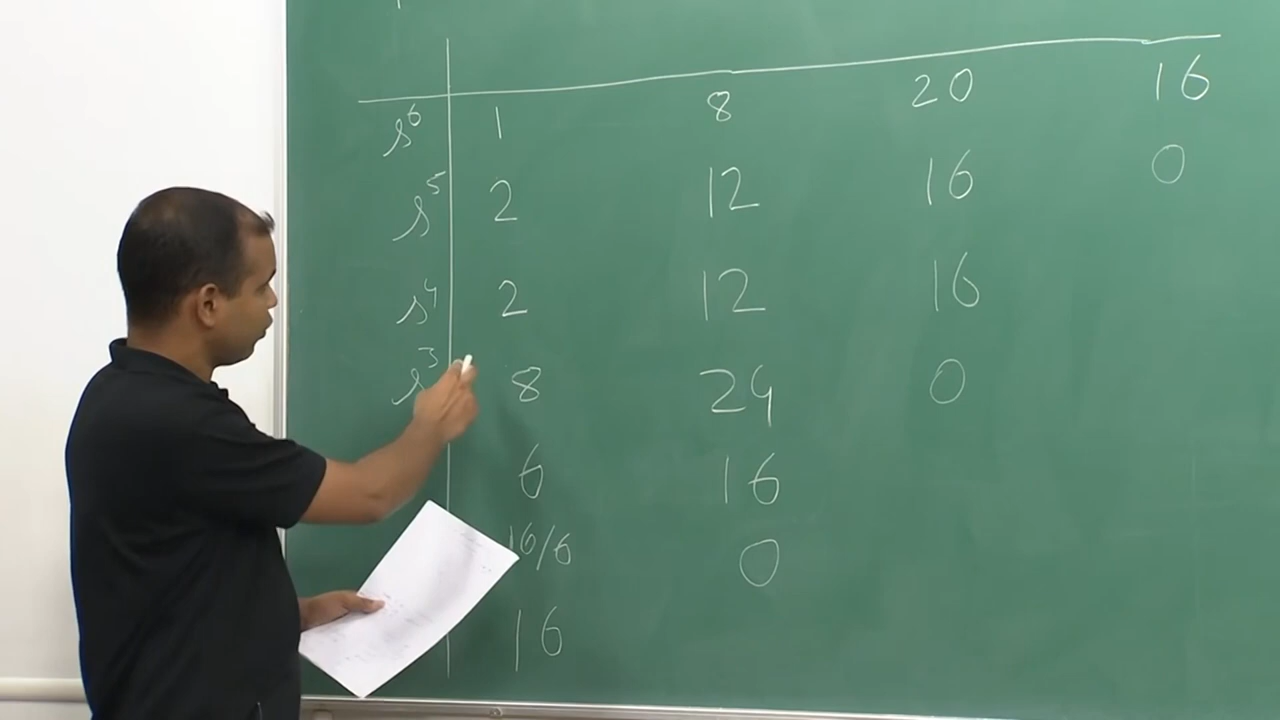 s⁶ 1 8 20 16
s⁵ 2 12 16 0
s⁴ 2 12 16
s³ 8 24 0
6 16
16/6 0
16